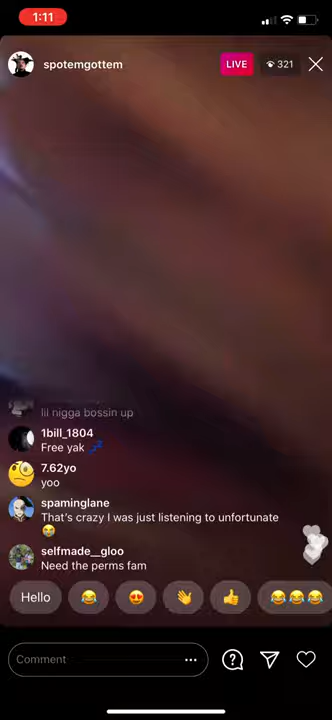 1:11
spotemgottem
LIVE
321
lil nigga bossin up
1bill_1804
Free yak 💤
7.62yo
yoo
spaminglane
That's crazy I was just listening to unfortunate
😂
selfmade__gloo
Need the perms fam
Hello 😂 😍 👋 👍 😂😂😂
Comment